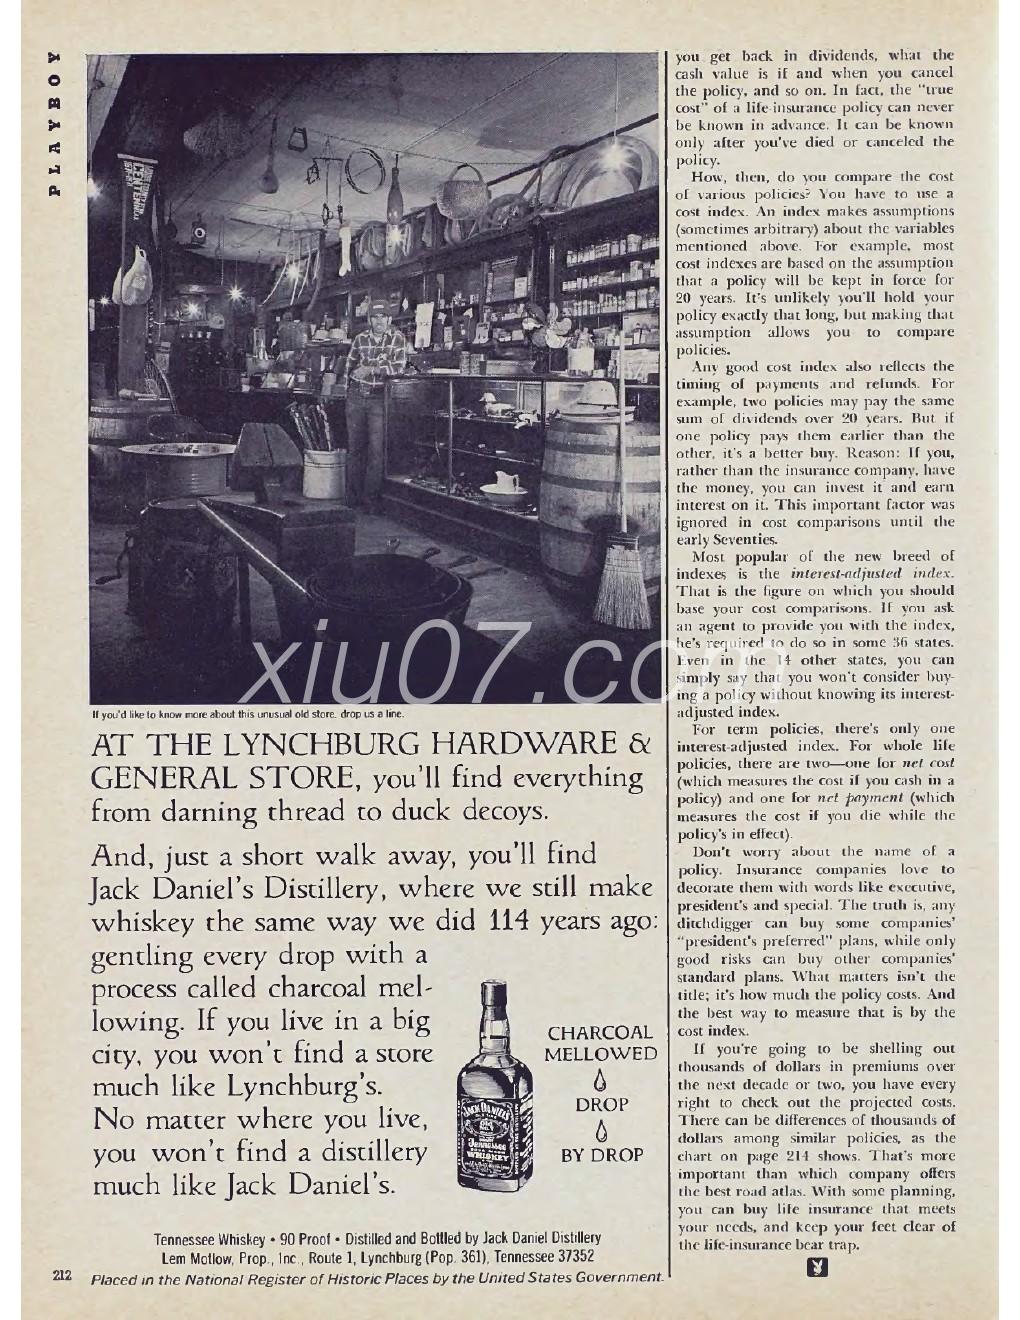 PLAYBOY
If you'd like to know more about this unusual old store, drop us a line.
AT THE LYNCHBURG HARDWARE &
GENERAL STORE, you'll find everything
from darning thread to duck decoys.
And, just a short walk away, you'll find
Jack Daniel's Distillery, where we still make
whiskey the same way we did 114 years ago:
gentling every drop with a
process called charcoal mel-
lowing. If you live in a big
city, you won't find a store
much like Lynchburg's.
No matter where you live,
you won't find a distillery
much like Jack Daniel's.
CHARCOAL
MELLOWED
DROP
BY DROP
Tennessee Whiskey • 90 Proof • Distilled and Bottled by Jack Daniel Distillery
Lem Motlow, Prop., Inc., Route 1, Lynchburg (Pop. 361), Tennessee 37352
Placed in the National Register of Historic Places by the United States Government.
212
you get back in dividends, what the
cash value is if and when you cancel
the policy, and so on. In fact, the "true
cost" of a life-insurance policy can never
be known in advance. It can be known
only after you've died or canceled the
policy.
How, then, do you compare the cost
of various policies? You have to use a
cost index. An index makes assumptions
(sometimes arbitrary) about the variables
mentioned above. For example, most
cost indexes are based on the assumption
that a policy will be kept in force for
20 years. It's unlikely you'll hold your
policy exactly that long, but making that
assumption allows you to compare
policies.
Any good cost index also reflects the
timing of payments and refunds. For
example, two policies may pay the same
sum of dividends over 20 years. But if
one policy pays them earlier than the
other, it's a better buy. Reason: If you,
rather than the insurance company, have
the money, you can invest it and earn
interest on it. This important factor was
ignored in cost comparisons until the
early Seventies.
Most popular of the new breed of
indexes is the interest-adjusted index.
That is the figure on which you should
base your cost comparisons. If you ask
an agent to provide you with the index,
he's required to do so in some 36 states.
Even in the 14 other states, you can
simply say that you won't consider buy-
ing a policy without knowing its interest-
adjusted index.
For term policies, there's only one
interest-adjusted index. For whole life
policies, there are two—one for net cost
(which measures the cost if you cash in a
policy) and one for net payment (which
measures the cost if you die while the
policy's in effect).
Don't worry about the name of a
policy. Insurance companies love to
decorate them with words like executive,
president's and special. The truth is, any
ditchdigger can buy some companies'
"president's preferred" plans, while only
good risks can buy other companies'
standard plans. What matters isn't the
title; it's how much the policy costs. And
the best way to measure that is by the
cost index.
If you're going to be shelling out
thousands of dollars in premiums over
the next decade or two, you have every
right to check out the projected costs.
There can be differences of thousands of
dollars among similar policies, as the
chart on page 214 shows. That's more
important than which company offers
the best road atlas. With some planning,
you can buy life insurance that meets
your needs, and keep your feet clear of
the life-insurance bear trap.
xiu07.com
JACK DANIEL'S
Tennessee
WHISKEY
CENTENNIAL